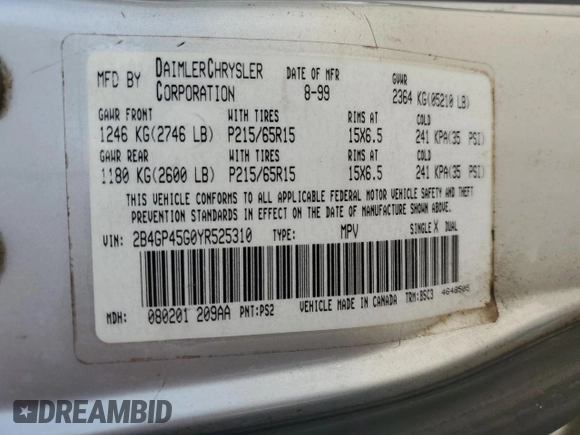 MFD BY DAIMLERCHRYSLER CORPORATION
DATE OF MFR 8-99
GVWR 2364 KG(05210 LB)
GAWR FRONT WITH TIRES RIMS AT COLD
1246 KG(2746 LB) P215/65R15 15X6.5 241 KPA(35 PSI)
GAWR REAR WITH TIRES RIMS AT COLD
1180 KG(2600 LB) P215/65R15 15X6.5 241 KPA(35 PSI)
THIS VEHICLE CONFORMS TO ALL APPLICABLE FEDERAL MOTOR VEHICLE SAFETY AND THEFT
PREVENTION STANDARDS IN EFFECT ON THE DATE OF MANUFACTURE SHOWN ABOVE.
VIN: 2B4GP45G0YR525310 TYPE: MPV SINGLE X DUAL
MDH: 080201 209AA PNT:PS2 VEHICLE MADE IN CANADA TRM:BSC3 4648505
DREAMBID